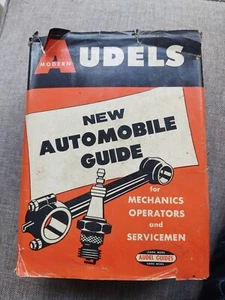 AUDELS
MODERN
NEW
AUTOMOBILE
GUIDE
for
MECHANICS
OPERATORS
and
SERVICEMEN
AUDEL GUIDES